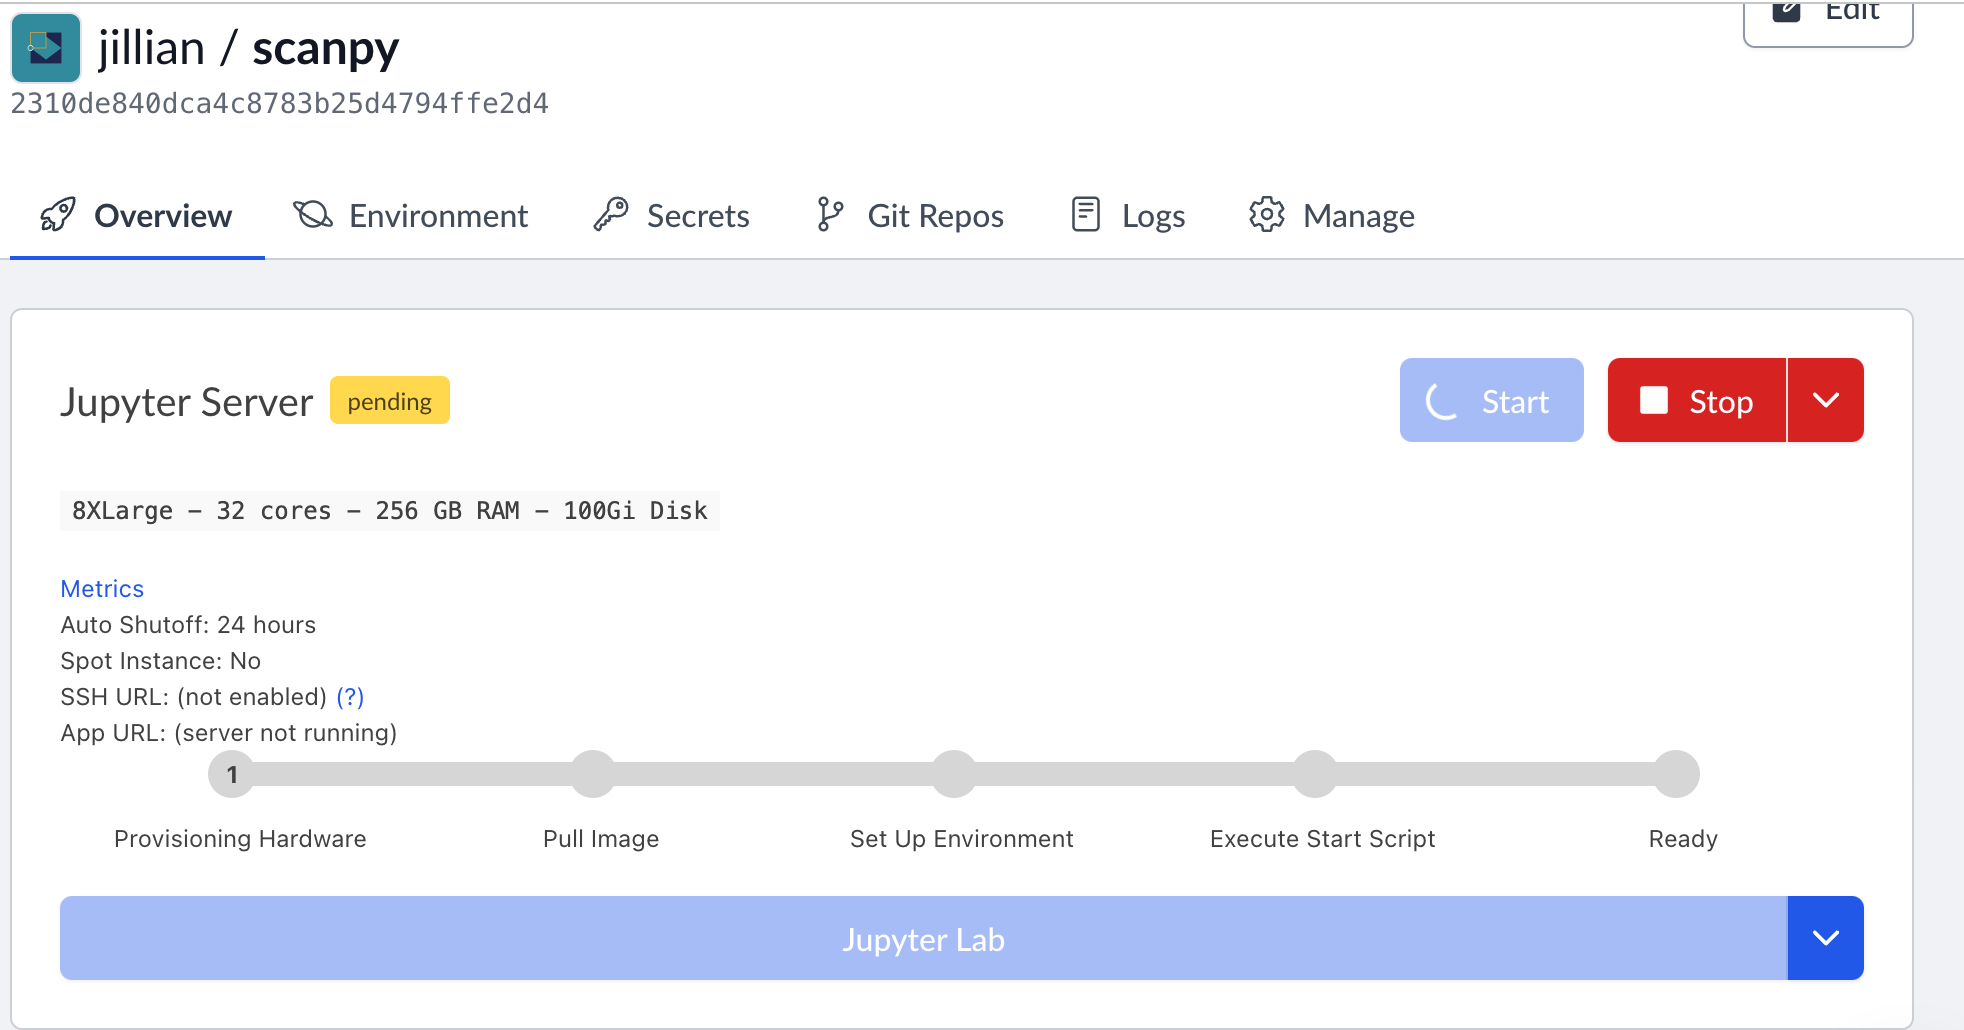 Edit
jillian / scanpy
2310de840dca4c8783b25d4794ffe2d4
Overview
Environment
Secrets
Git Repos
Logs
Manage
Jupyter Server
pending
Start
Stop
8XLarge – 32 cores – 256 GB RAM – 100Gi Disk
Metrics
Auto Shutoff: 24 hours
Spot Instance: No
SSH URL: (not enabled) (?)
App URL: (server not running)
1
Provisioning Hardware
Pull Image
Set Up Environment
Execute Start Script
Ready
Jupyter Lab